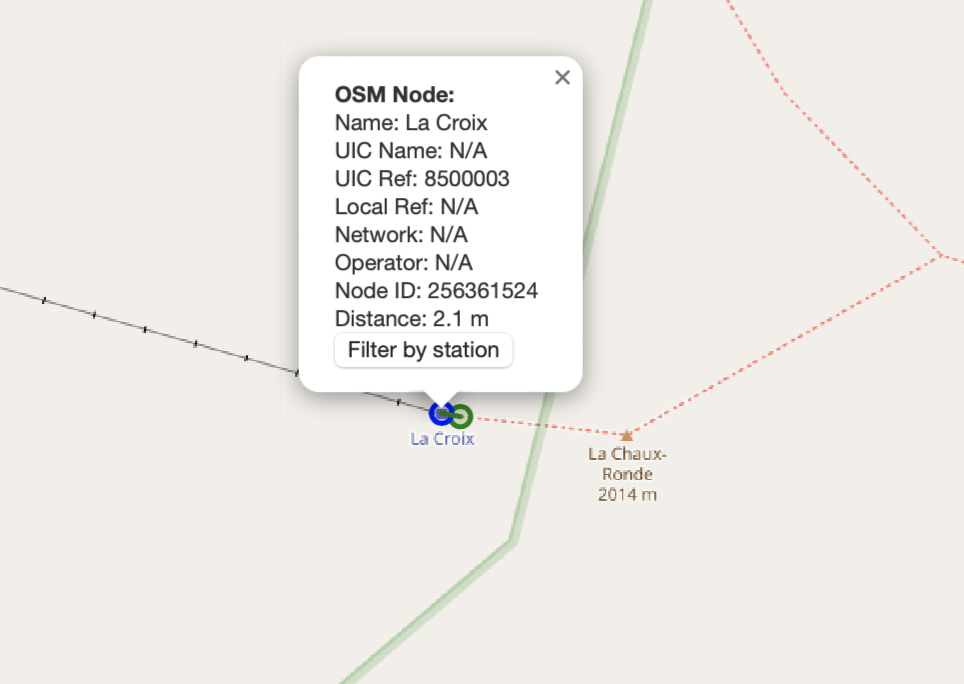 OSM Node:
Name: La Croix
UIC Name: N/A
UIC Ref: 8500003
Local Ref: N/A
Network: N/A
Operator: N/A
Node ID: 256361524
Distance: 2.1 m
Filter by station
La Croix
La Chaux-
Ronde
2014 m